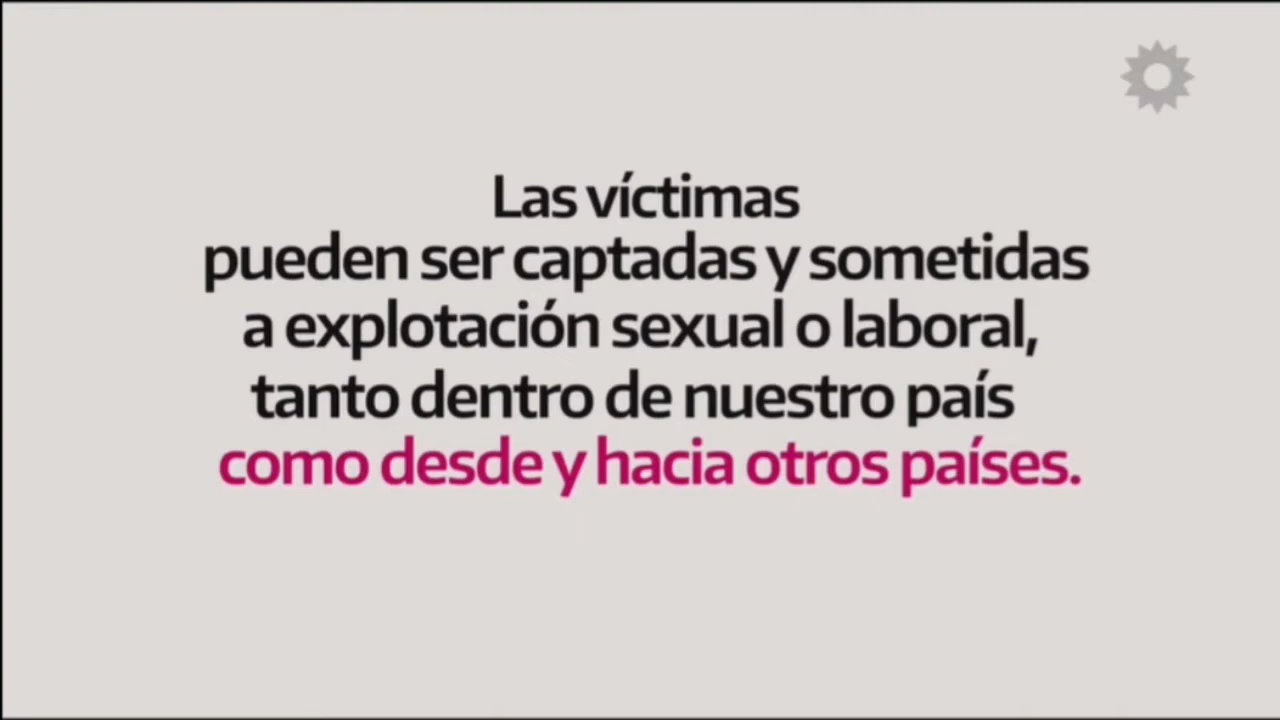 Las víctimas
pueden ser captadas y sometidas
a explotación sexual o laboral,
tanto dentro de nuestro país
como desde y hacia otros países.